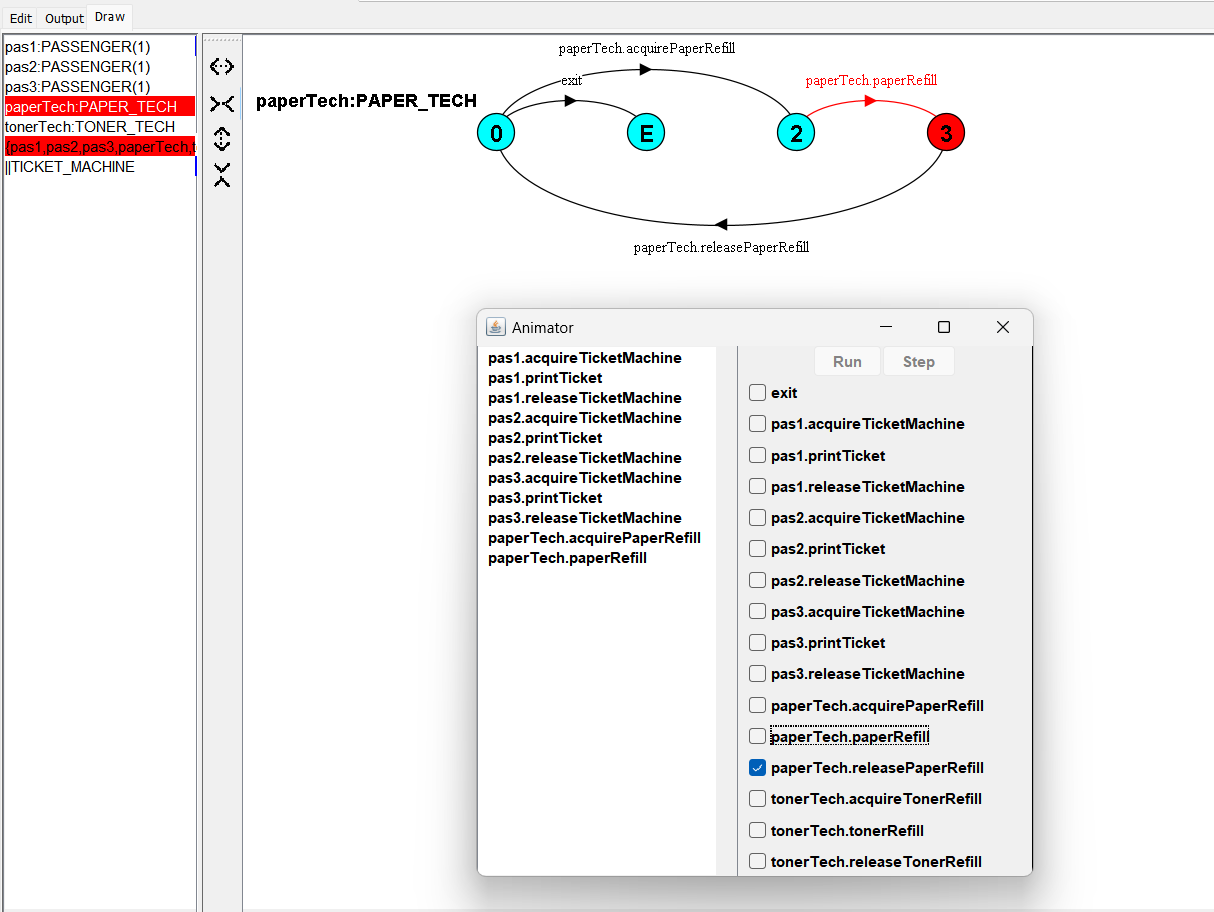 Edit Output Draw
pas1:PASSENGER(1)
pas2:PASSENGER(1)
pas3:PASSENGER(1)
paperTech:PAPER_TECH
tonerTech:TONER_TECH
{pas1,pas2,pas3,paperTech,t
||TICKET_MACHINE
paperTech.acquirePaperRefill
exit
paperTech.paperRefill
paperTech:PAPER_TECH
0 E 2 3
paperTech.releasePaperRefill
Animator
pas1.acquireTicketMachine
pas1.printTicket
pas1.releaseTicketMachine
pas2.acquireTicketMachine
pas2.printTicket
pas2.releaseTicketMachine
pas3.acquireTicketMachine
pas3.printTicket
pas3.releaseTicketMachine
paperTech.acquirePaperRefill
paperTech.paperRefill
Run Step
exit
pas1.acquireTicketMachine
pas1.printTicket
pas1.releaseTicketMachine
pas2.acquireTicketMachine
pas2.printTicket
pas2.releaseTicketMachine
pas3.acquireTicketMachine
pas3.printTicket
pas3.releaseTicketMachine
paperTech.acquirePaperRefill
paperTech.paperRefill
paperTech.releasePaperRefill
tonerTech.acquireTonerRefill
tonerTech.tonerRefill
tonerTech.releaseTonerRefill